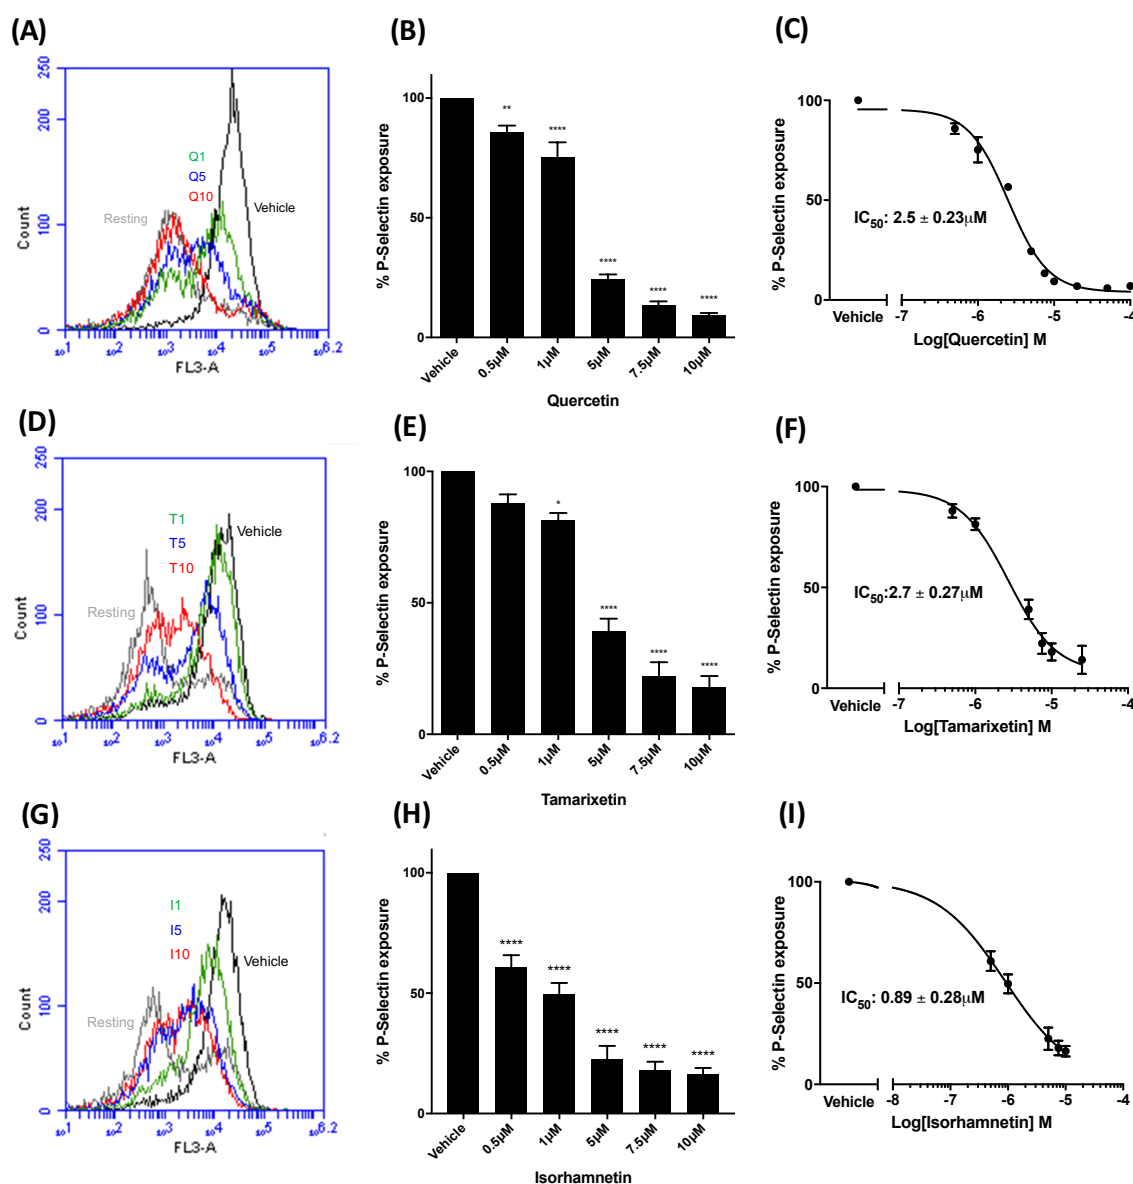 (A)
250
200
150
100
50
0
Count
Q1
Q5
Q10
Resting
Vehicle
10^1 10^2 10^3 10^4 10^5 10^6.2
FL3-A
(B)
% P-Selectin exposure
100
50
0
**
****
****
****
****
Vehicle 0.5µM 1µM 5µM 7.5µM 10µM
Quercetin
(C)
% P-Selectin exposure
100
50
0
IC50: 2.5 ± 0.23µM
Vehicle -7 -6 -5 -4
Log[Quercetin] M
(D)
250
200
150
100
50
0
Count
T1
T5
T10
Resting
Vehicle
10^1 10^2 10^3 10^4 10^5 10^6.2
FL3-A
(E)
% P-Selectin exposure
100
50
0
*
****
****
****
Vehicle 0.5µM 1µM 5µM 7.5µM 10µM
Tamarixetin
(F)
% P-Selectin exposure
100
50
0
IC50:2.7 ± 0.27µM
Vehicle -7 -6 -5 -4
Log[Tamarixetin] M
(G)
250
200
150
100
50
0
Count
I1
I5
I10
Resting
Vehicle
10^1 10^2 10^3 10^4 10^5 10^6.2
FL3-A
(H)
% P-Selectin exposure
100
50
0
****
****
****
****
****
Vehicle 0.5µM 1µM 5µM 7.5µM 10µM
Isorhamnetin
(I)
% P-Selectin exposure
100
50
0
IC50: 0.89 ± 0.28µM
Vehicle -8 -7 -6 -5 -4
Log[Isorhamnetin] M